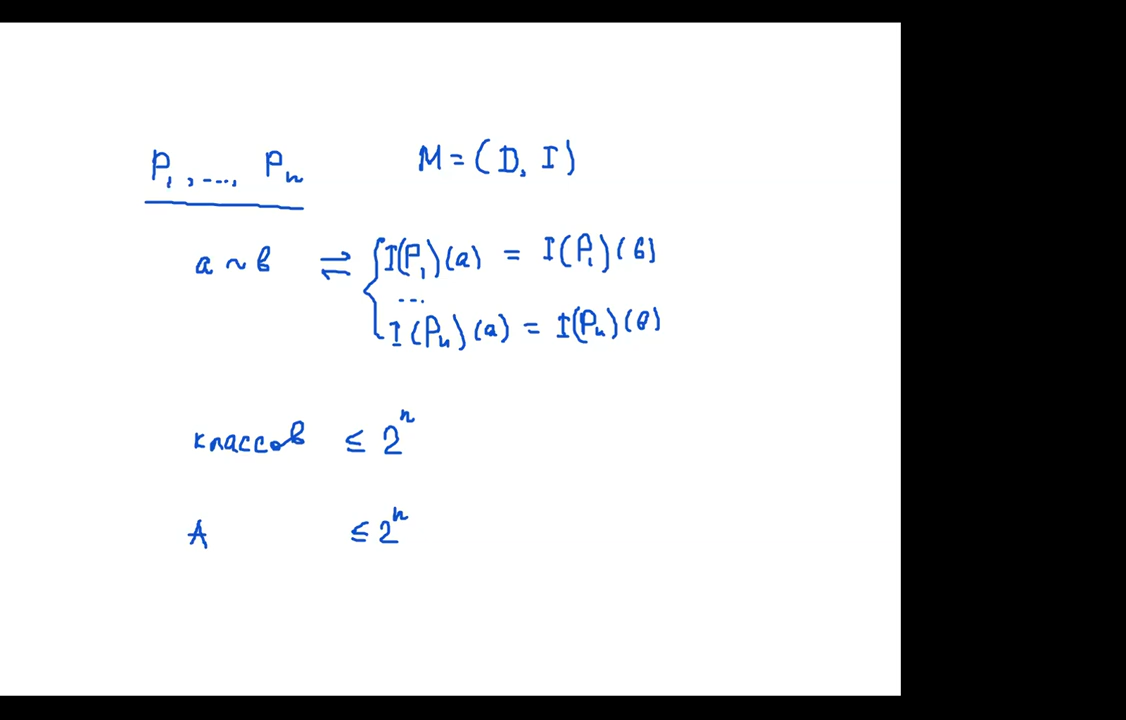 P₁, ..., Pₙ M = (D, I)
a ~ b ⇌ { I(P₁)(a) = I(P₁)(b)
...
I(Pₙ)(a) = I(Pₙ)(b)
классов ≤ 2ⁿ
A ≤ 2ⁿ